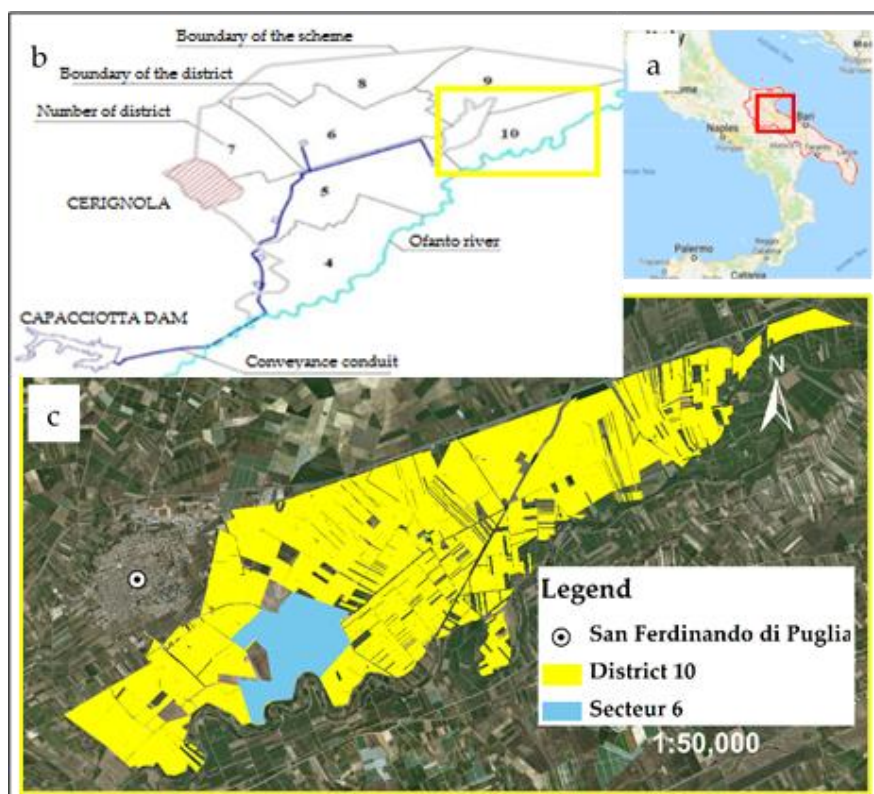 b
Boundary of the scheme
Boundary of the district
Number of district
8
9
7
6
10
CERIGNOLA
5
4
Ofanto river
CAPACCIOTTA DAM
Conveyance conduit
a
Naples
Bari
Taranto
Palermo
Catania
c
N
Legend
San Ferdinando di Puglia
District 10
Secteur 6
1:50,000